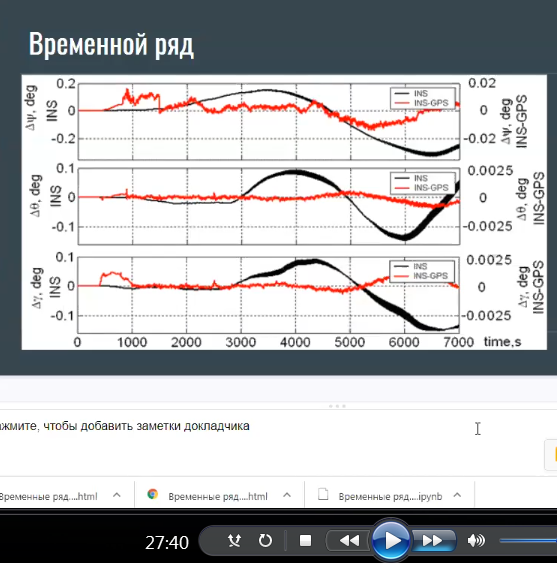 Временной ряд
0.2
0
-0.2
Δψ, deg
INS
INS
INS-GPS
0.02
0
-0.02
Δψ, deg
INS-GPS
0.1
0
-0.1
Δθ, deg
INS
INS
INS-GPS
0.0025
0
-0.0025
Δθ, deg
INS-GPS
0.1
0
-0.1
Δγ, deg
INS
INS
INS-GPS
0.0025
0
-0.0025
Δγ, deg
INS-GPS
0 1000 2000 3000 4000 5000 6000 7000 time,s
ажмите, чтобы добавить заметки докладчика
Временные ряд....html Временные ряд....html Временные ряд....ipynb
27:40